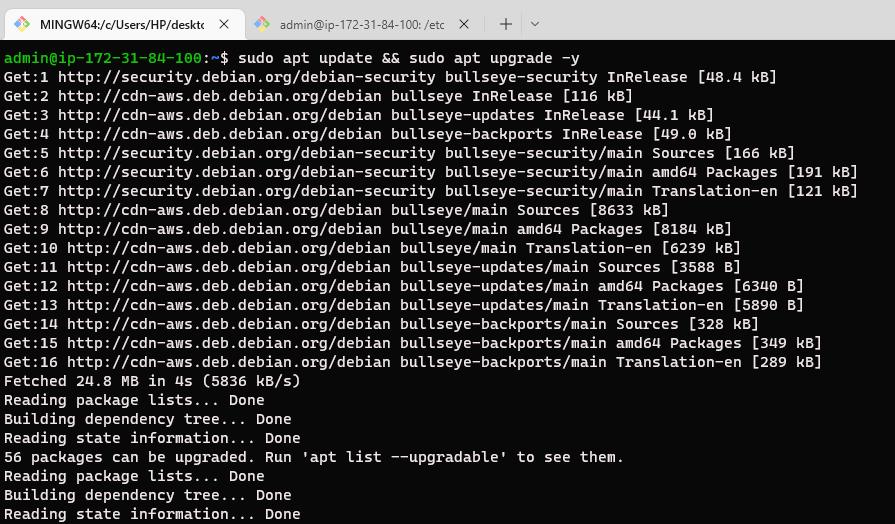 MINGW64:/c/Users/HP/deskto
admin@ip-172-31-84-100: /etc
admin@ip-172-31-84-100:~$ sudo apt update && sudo apt upgrade -y
Get:1 http://security.debian.org/debian-security bullseye-security InRelease [48.4 kB]
Get:2 http://cdn-aws.deb.debian.org/debian bullseye InRelease [116 kB]
Get:3 http://cdn-aws.deb.debian.org/debian bullseye-updates InRelease [44.1 kB]
Get:4 http://cdn-aws.deb.debian.org/debian bullseye-backports InRelease [49.0 kB]
Get:5 http://security.debian.org/debian-security bullseye-security/main Sources [166 kB]
Get:6 http://security.debian.org/debian-security bullseye-security/main amd64 Packages [191 kB]
Get:7 http://security.debian.org/debian-security bullseye-security/main Translation-en [121 kB]
Get:8 http://cdn-aws.deb.debian.org/debian bullseye/main Sources [8633 kB]
Get:9 http://cdn-aws.deb.debian.org/debian bullseye/main amd64 Packages [8184 kB]
Get:10 http://cdn-aws.deb.debian.org/debian bullseye/main Translation-en [6239 kB]
Get:11 http://cdn-aws.deb.debian.org/debian bullseye-updates/main Sources [3588 B]
Get:12 http://cdn-aws.deb.debian.org/debian bullseye-updates/main amd64 Packages [6340 B]
Get:13 http://cdn-aws.deb.debian.org/debian bullseye-updates/main Translation-en [5890 B]
Get:14 http://cdn-aws.deb.debian.org/debian bullseye-backports/main Sources [328 kB]
Get:15 http://cdn-aws.deb.debian.org/debian bullseye-backports/main amd64 Packages [349 kB]
Get:16 http://cdn-aws.deb.debian.org/debian bullseye-backports/main Translation-en [289 kB]
Fetched 24.8 MB in 4s (5836 kB/s)
Reading package lists... Done
Building dependency tree... Done
Reading state information... Done
56 packages can be upgraded. Run 'apt list --upgradable' to see them.
Reading package lists... Done
Building dependency tree... Done
Reading state information... Done